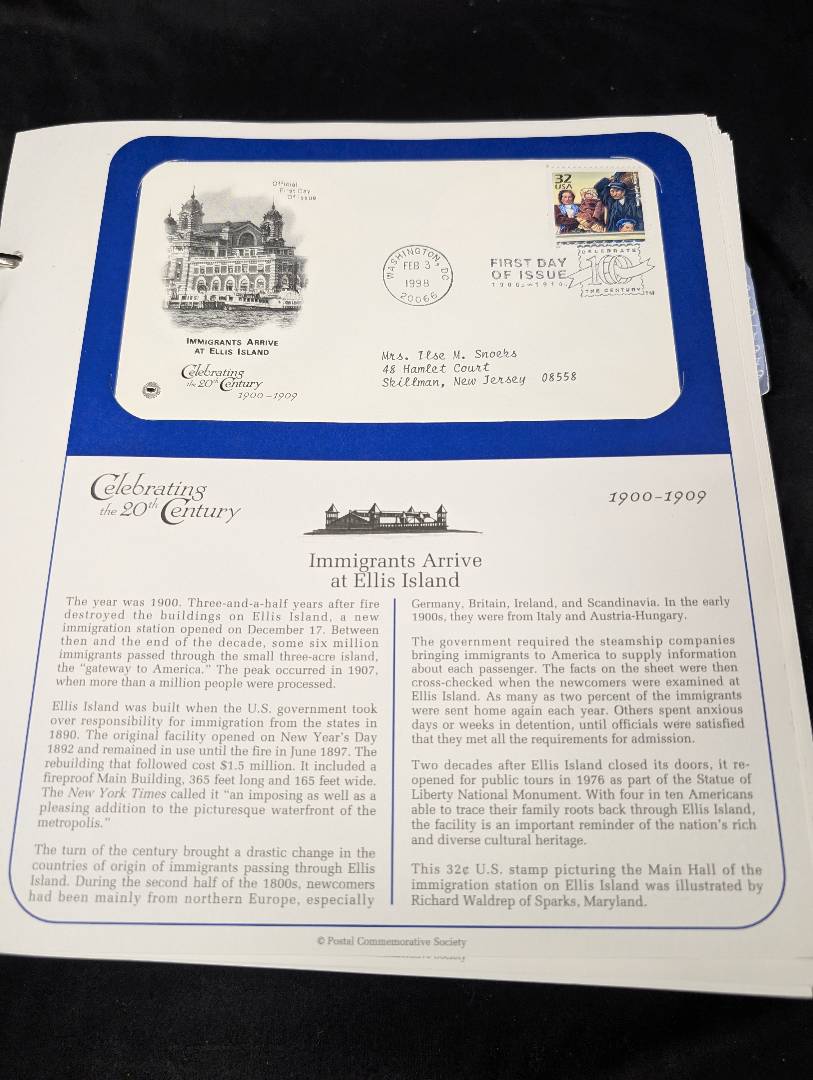 Official
First Day
Of Issue
32
USA
WASHINGTON, DC
FEB 3
1998
20066
FIRST DAY
OF ISSUE
1900s-1910s
CELEBRATE
100
THE CENTURY
TM
IMMIGRANTS ARRIVE
AT ELLIS ISLAND
Celebrating
the 20th Century
1900-1909
Mrs. Ilse M. Snoeks
48 Hamlet Court
Skillman, New Jersey 08558
Celebrating
the 20th Century
1900-1909
Immigrants Arrive
at Ellis Island
The year was 1900. Three-and-a-half years after fire
destroyed the buildings on Ellis Island, a new
immigration station opened on December 17. Between
then and the end of the decade, some six million
immigrants passed through the small three-acre island,
the “gateway to America.” The peak occurred in 1907,
when more than a million people were processed.
Ellis Island was built when the U.S. government took
over responsibility for immigration from the states in
1890. The original facility opened on New Year's Day
1892 and remained in use until the fire in June 1897. The
rebuilding that followed cost $1.5 million. It included a
fireproof Main Building, 365 feet long and 165 feet wide.
The New York Times called it “an imposing as well as a
pleasing addition to the picturesque waterfront of the
metropolis.”
The turn of the century brought a drastic change in the
countries of origin of immigrants passing through Ellis
Island. During the second half of the 1800s, newcomers
had been mainly from northern Europe, especially
Germany, Britain, Ireland, and Scandinavia. In the early
1900s, they were from Italy and Austria-Hungary.
The government required the steamship companies
bringing immigrants to America to supply information
about each passenger. The facts on the sheet were then
cross-checked when the newcomers were examined at
Ellis Island. As many as two percent of the immigrants
were sent home again each year. Others spent anxious
days or weeks in detention, until officials were satisfied
that they met all the requirements for admission.
Two decades after Ellis Island closed its doors, it re-
opened for public tours in 1976 as part of the Statue of
Liberty National Monument. With four in ten Americans
able to trace their family roots back through Ellis Island,
the facility is an important reminder of the nation's rich
and diverse cultural heritage.
This 32¢ U.S. stamp picturing the Main Hall of the
immigration station on Ellis Island was illustrated by
Richard Waldrep of Sparks, Maryland.
© Postal Commemorative Society